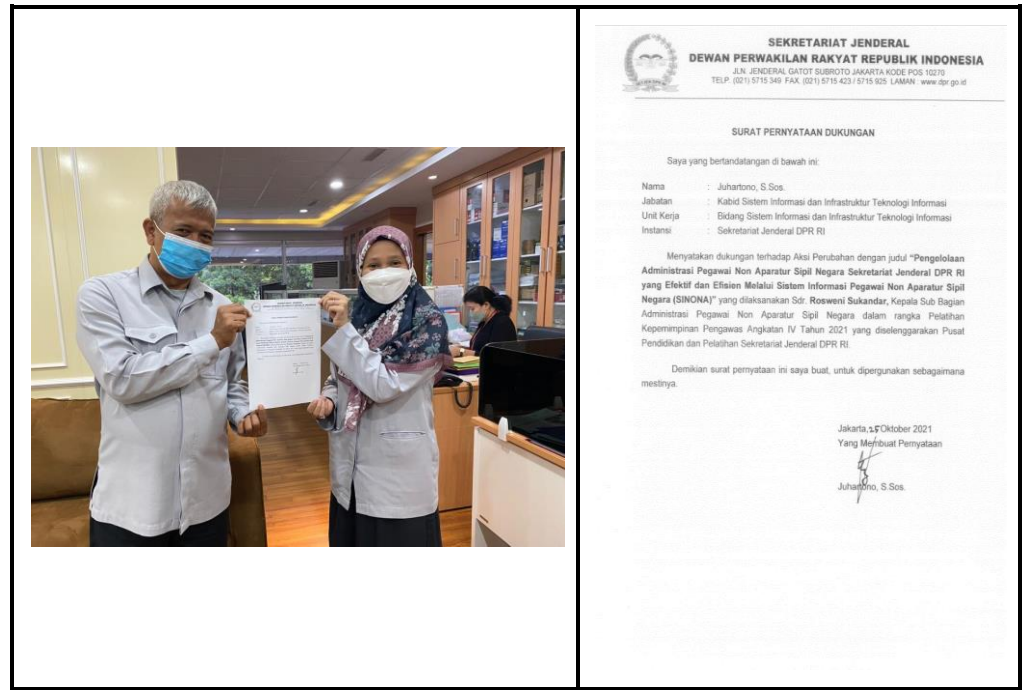 SEKRETARIAT JENDERAL
DEWAN PERWAKILAN RAKYAT REPUBLIK INDONESIA
JLN. JENDERAL GATOT SUBROTO JAKARTA KODE POS 10270
TELP. (021) 5715 349 FAX. (021) 5715 423 / 5715 925 LAMAN : www.dpr.go.id
SURAT PERNYATAAN DUKUNGAN
Saya yang bertandatangan di bawah ini:
Nama : Juhartono, S.Sos.
Jabatan : Kabid Sistem Informasi dan Infrastruktur Teknologi Informasi
Unit Kerja : Bidang Sistem Informasi dan Infrastruktur Teknologi Informasi
Instansi : Sekretariat Jenderal DPR RI
Menyatakan dukungan terhadap Aksi Perubahan dengan judul “Pengelolaan
Administrasi Pegawai Non Aparatur Sipil Negara Sekretariat Jenderal DPR RI
yang Efektif dan Efisien Melalui Sistem Informasi Pegawai Non Aparatur Sipil
Negara (SINONA)” yang dilaksanakan Sdr. Rosweni Sukandar, Kepala Sub Bagian
Administrasi Pegawai Non Aparatur Sipil Negara dalam rangka Pelatihan
Kepemimpinan Pengawas Angkatan IV Tahun 2021 yang diselenggarakan Pusat
Pendidikan dan Pelatihan Sekretariat Jenderal DPR RI.
Demikian surat pernyataan ini saya buat, untuk dipergunakan sebagaimana
mestinya.
Jakarta, 25 Oktober 2021
Yang Membuat Pernyataan
Juhartono, S.Sos.